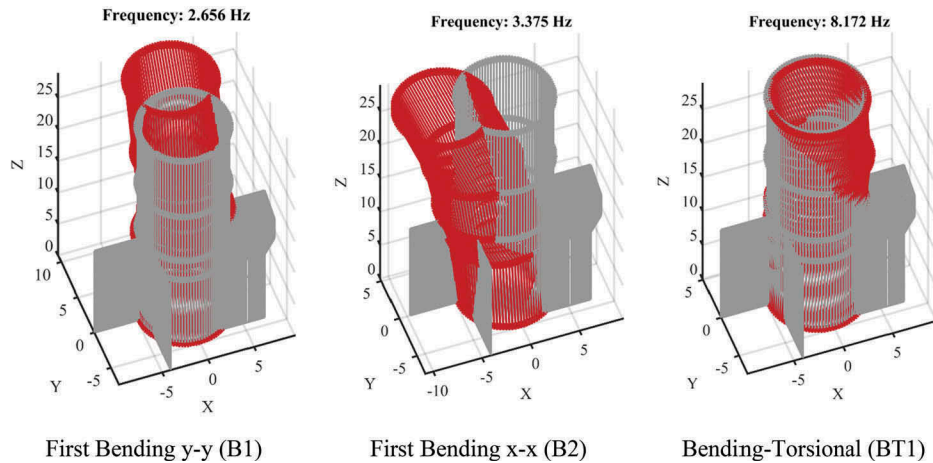 Frequency: 2.656 Hz
25
20
15
10
5
0
Z
10
5
0
-5
Y
-5
0
5
X
First Bending y-y (B1)
Frequency: 3.375 Hz
25
20
15
10
5
0
Z
5
0
-5
Y
-10
-5
0
5
X
First Bending x-x (B2)
Frequency: 8.172 Hz
25
20
15
10
5
0
Z
5
0
-5
Y
-5
0
5
X
Bending-Torsional (BT1)